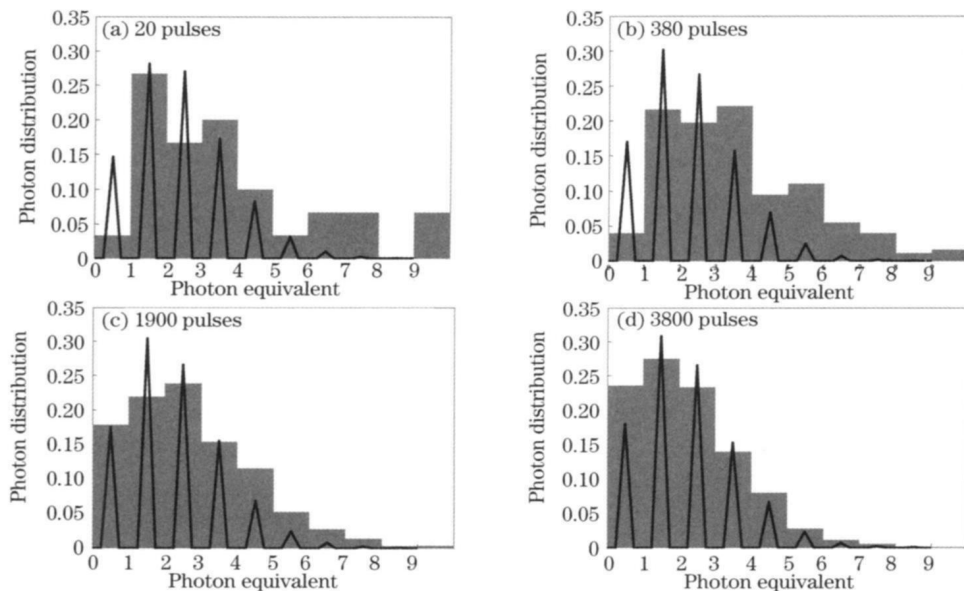 (a) 20 pulses
Photon distribution
0.35
0.30
0.25
0.20
0.15
0.10
0.05
0
0 1 2 3 4 5 6 7 8 9
Photon equivalent
(b) 380 pulses
Photon distribution
0.35
0.30
0.25
0.20
0.15
0.10
0.05
0
0 1 2 3 4 5 6 7 8 9
Photon equivalent
(c) 1900 pulses
Photon distribution
0.35
0.30
0.25
0.20
0.15
0.10
0.05
0
0 1 2 3 4 5 6 7 8 9
Photon equivalent
(d) 3800 pulses
Photon distribution
0.35
0.30
0.25
0.20
0.15
0.10
0.05
0
0 1 2 3 4 5 6 7 8 9
Photon equivalent